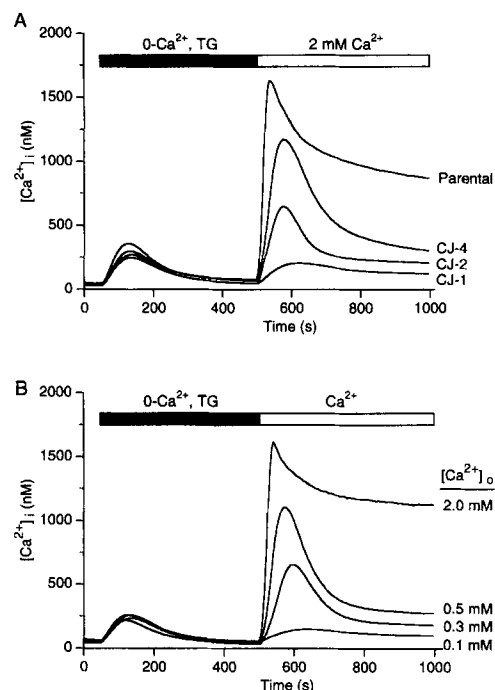 A
0-Ca²⁺, TG 2 mM Ca²⁺
2000
1500
1000
500
0
[Ca²⁺]ᵢ (nM)
Parental
CJ-4
CJ-2
CJ-1
0 200 400 600 800 1000
Time (s)
B
0-Ca²⁺, TG Ca²⁺
2000
1500
1000
500
0
[Ca²⁺]ᵢ (nM)
[Ca²⁺]ₒ
2.0 mM
0.5 mM
0.3 mM
0.1 mM
0 200 400 600 800 1000
Time (s)